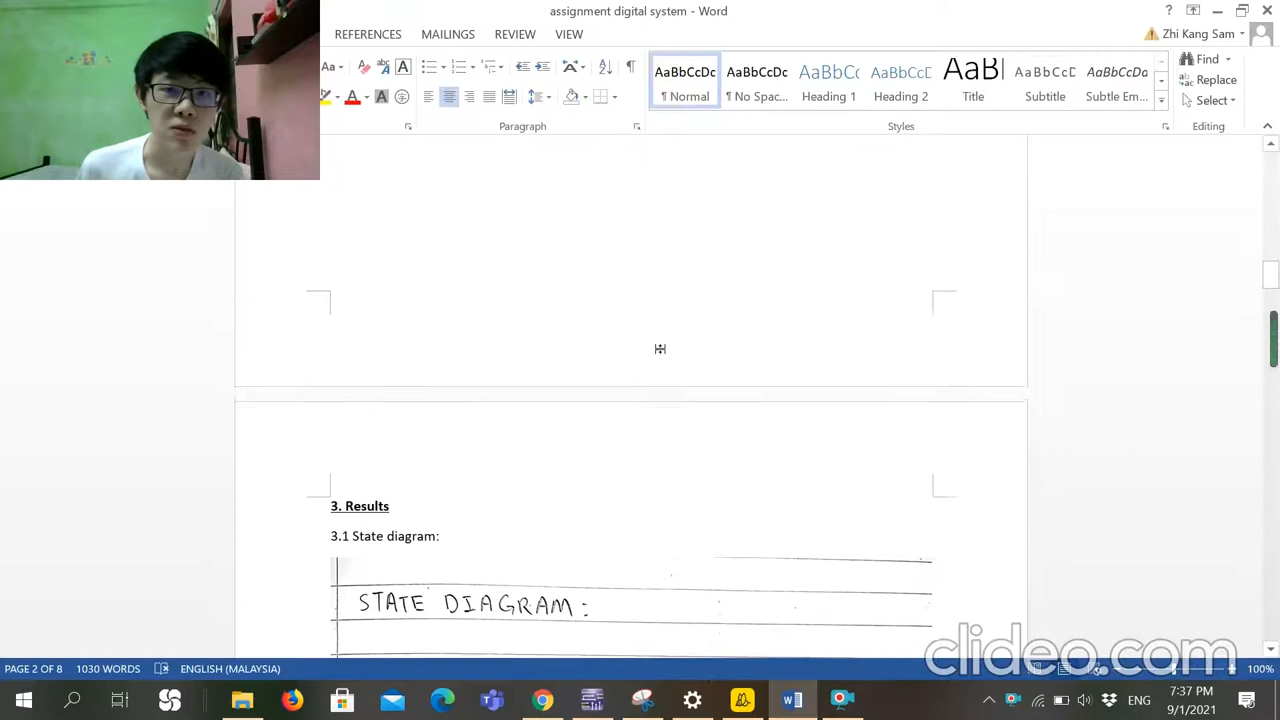 assignment digital system - Word
?
REFERENCES MAILINGS REVIEW VIEW
Zhi Kang Sam
Aa
A
A
A
AaBbCcDc AaBbCcDc AaBbCc AaBbCcD AaB AaBbCcD AaBbCcDa
¶ Normal ¶ No Spac... Heading 1 Heading 2 Title Subtitle Subtle Em...
Find
Replace
Select
Paragraph Styles Editing
3. Results
3.1 State diagram:
STATE DIAGRAM:
clideo.com
PAGE 2 OF 8 1030 WORDS ENGLISH (MALAYSIA) 100%
ENG
7:37 PM
9/1/2021